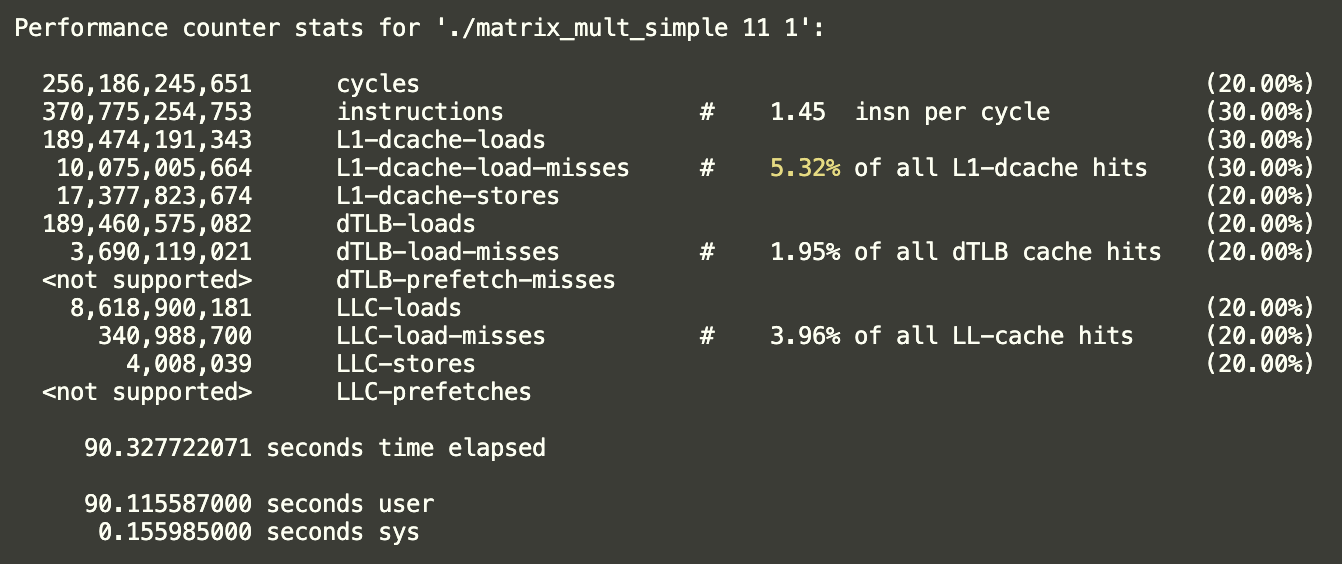 Performance counter stats for './matrix_mult_simple 11 1':
256,186,245,651 cycles (20.00%)
370,775,254,753 instructions # 1.45 insn per cycle (30.00%)
189,474,191,343 L1-dcache-loads (30.00%)
10,075,005,664 L1-dcache-load-misses # 5.32% of all L1-dcache hits (30.00%)
17,377,823,674 L1-dcache-stores (20.00%)
189,460,575,082 dTLB-loads (20.00%)
3,690,119,021 dTLB-load-misses # 1.95% of all dTLB cache hits (20.00%)
<not supported> dTLB-prefetch-misses
8,618,900,181 LLC-loads (20.00%)
340,988,700 LLC-load-misses # 3.96% of all LL-cache hits (20.00%)
4,008,039 LLC-stores (20.00%)
<not supported> LLC-prefetches
90.327722071 seconds time elapsed
90.115587000 seconds user
0.155985000 seconds sys